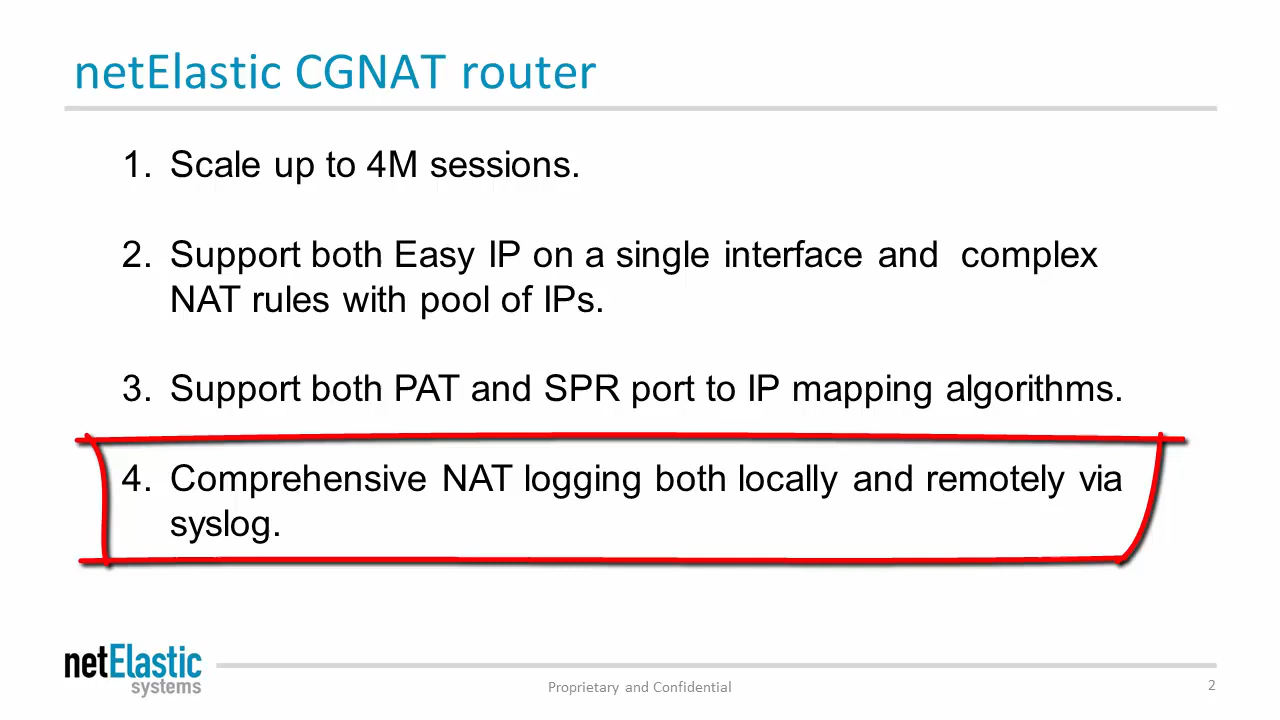 netElastic CGNAT router
1. Scale up to 4M sessions.
2. Support both Easy IP on a single interface and complex
NAT rules with pool of IPs.
3. Support both PAT and SPR port to IP mapping algorithms.
4. Comprehensive NAT logging both locally and remotely via
syslog.
netElastic
systems
Proprietary and Confidential
2